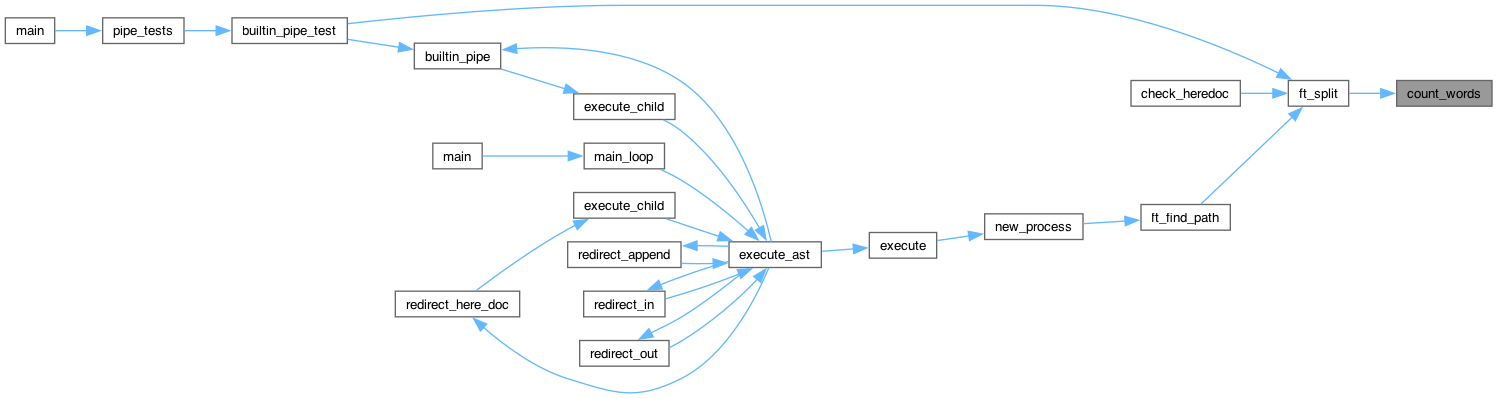 main
pipe_tests
builtin_pipe_test
builtin_pipe
execute_child
check_heredoc
ft_split
count_words
main
main_loop
execute_child
redirect_append
execute_ast
execute
new_process
ft_find_path
redirect_here_doc
redirect_in
redirect_out